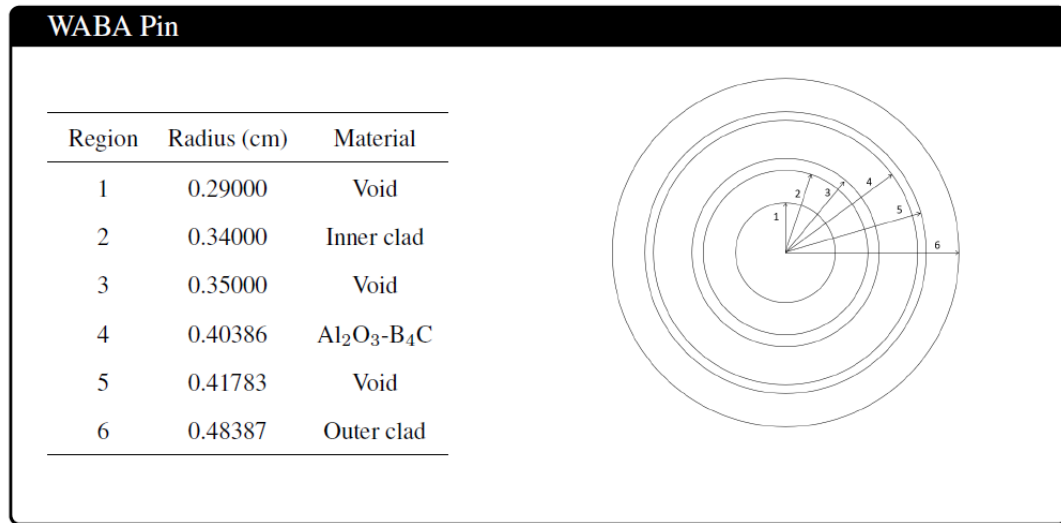 WABA Pin
Region Radius (cm) Material
1 0.29000 Void
2 0.34000 Inner clad
3 0.35000 Void
4 0.40386 Al₂O₃-B₄C
5 0.41783 Void
6 0.48387 Outer clad
1
2
3
4
5
6